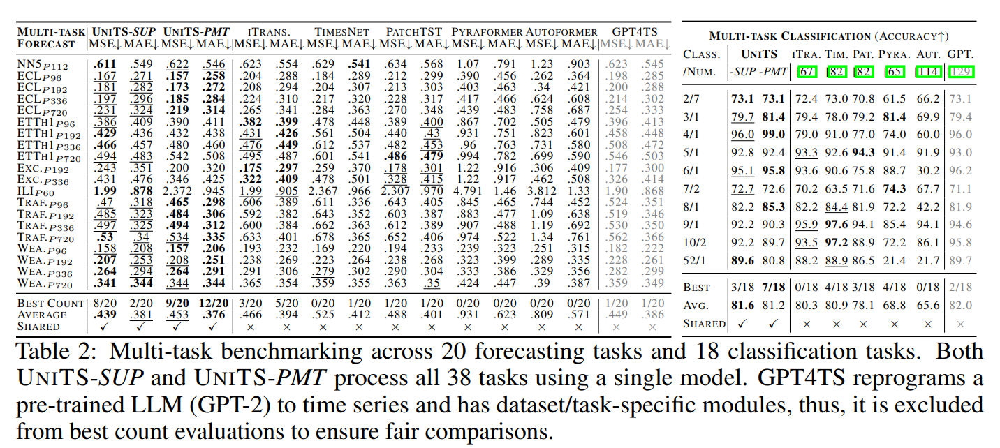 MULTI-TASK UNITS-SUP UNITS-PMT ITRANS. TIMESNET PATCHTST PYRAFORMER AUTOFORMER GPT4TS
FORECAST MSE↓ MAE↓ MSE↓ MAE↓ MSE↓ MAE↓ MSE↓ MAE↓ MSE↓ MAE↓ MSE↓ MAE↓ MSE↓ MAE↓ MSE↓ MAE↓
NN5P112 .611 .549 .622 .546 .623 .554 .629 .541 .634 .568 1.07 .791 1.23 .903 .623 .545
ECLP96 .167 .271 .157 .258 .204 .288 .184 .289 .212 .299 .390 .456 .262 .364 .198 .285
ECLP192 .181 .282 .173 .272 .208 .294 .204 .307 .213 .303 .403 .463 .34 .421 .200 .288
ECLP336 .197 .296 .185 .284 .224 .310 .217 .320 .228 .317 .417 .466 .624 .608 .214 .302
ECLP720 .231 .324 .219 .314 .265 .341 .284 .363 .270 .348 .439 .483 .758 .687 .254 .333
ETTH1P96 .386 .409 .390 .411 .382 .399 .478 .448 .389 .400 .867 .702 .505 .479 .396 .413
ETTH1P192 .429 .436 .432 .438 .431 .426 .561 .504 .440 .43 .931 .751 .823 .601 .458 .448
ETTH1P336 .466 .457 .480 .460 .476 .449 .612 .537 .482 .453 .96 .763 .731 .580 .508 .472
ETTH1P720 .494 .483 .542 .508 .495 .487 .601 .541 .486 .479 .994 .782 .699 .590 .546 .503
EXC.P192 .243 .351 .200 .320 .175 .297 .259 .370 .178 .301 1.22 .916 .306 .409 .177 .300
EXC.P336 .431 .476 .346 .425 .322 .409 .478 .501 .328 .415 1.22 .917 .462 .508 .326 .414
ILIP60 1.99 .878 2.372 .945 1.99 .905 2.367 .966 2.307 .970 4.791 1.46 3.812 1.33 1.90 .868
TRAF.P96 .47 .318 .465 .298 .606 .389 .611 .336 .643 .405 .845 .465 .744 .452 .524 .351
TRAF.P192 .485 .323 .484 .306 .592 .382 .643 .352 .603 .387 .883 .477 1.09 .638 .519 .346
TRAF.P336 .497 .325 .494 .312 .600 .384 .662 .363 .612 .389 .907 .488 1.19 .692 .530 .350
TRAF.P720 .53 .34 .534 .335 .633 .401 .678 .365 .652 .406 .974 .522 1.34 .761 .562 .366
WEA.P96 .158 .208 .157 .206 .193 .232 .169 .220 .194 .233 .239 .323 .251 .315 .182 .222
WEA.P192 .207 .253 .208 .251 .238 .269 .223 .264 .238 .268 .323 .399 .289 .335 .228 .261
WEA.P336 .264 .294 .264 .291 .291 .306 .279 .302 .290 .304 .333 .386 .329 .356 .282 .299
WEA.P720 .341 .344 .344 .344 .365 .354 .359 .355 .363 .35 .424 .447 .39 .387 .359 .349
BEST COUNT 8/20 2/20 9/20 12/20 3/20 5/20 0/20 1/20 1/20 1/20 0/20 0/20 0/20 0/20 1/20 1/20
AVERAGE .439 .381 .453 .376 .466 .394 .525 .412 .488 .401 .931 .623 .809 .571 .449 .386
SHARED ✓ ✓ ✓ ✓ × × × × × × × × × × × ×
MULTI-TASK CLASSIFICATION (ACCURACY↑)
CLASS. UNITS ITRA. TIM. PAT. PYRA. AUT. GPT.
/NUM. -SUP -PMT [67] [82] [82] [65] [114] [129]
2/7 73.1 73.1 72.4 73.0 70.8 61.5 66.2 73.1
3/1 79.7 81.4 79.4 78.0 79.2 81.4 69.9 79.4
4/1 96.0 99.0 79.0 91.0 77.0 74.0 60.0 96.0
5/1 92.8 92.4 93.3 92.6 94.3 91.4 91.9 93.0
6/1 95.1 95.8 93.6 90.6 75.8 88.7 30.2 96.2
7/2 72.7 72.6 70.2 63.5 71.6 74.3 67.7 71.1
8/1 82.2 85.3 82.2 84.4 81.9 72.2 42.2 81.9
9/1 92.2 90.3 95.9 97.6 94.1 85.4 94.1 94.6
10/2 92.2 89.7 93.5 97.2 88.9 72.2 86.1 95.8
52/1 89.6 80.8 88.2 88.9 86.5 21.4 21.7 89.7
BEST 3/18 7/18 0/18 4/18 3/18 4/18 0/18 2/18
AVG. 81.6 81.2 80.3 80.9 78.1 68.8 65.6 82.0
SHARED ✓ ✓ × × × × × ×
Table 2: Multi-task benchmarking across 20 forecasting tasks and 18 classification tasks. Both
UNITS-SUP and UNITS-PMT process all 38 tasks using a single model. GPT4TS reprograms a
pre-trained LLM (GPT-2) to time series and has dataset/task-specific modules, thus, it is excluded
from best count evaluations to ensure fair comparisons.